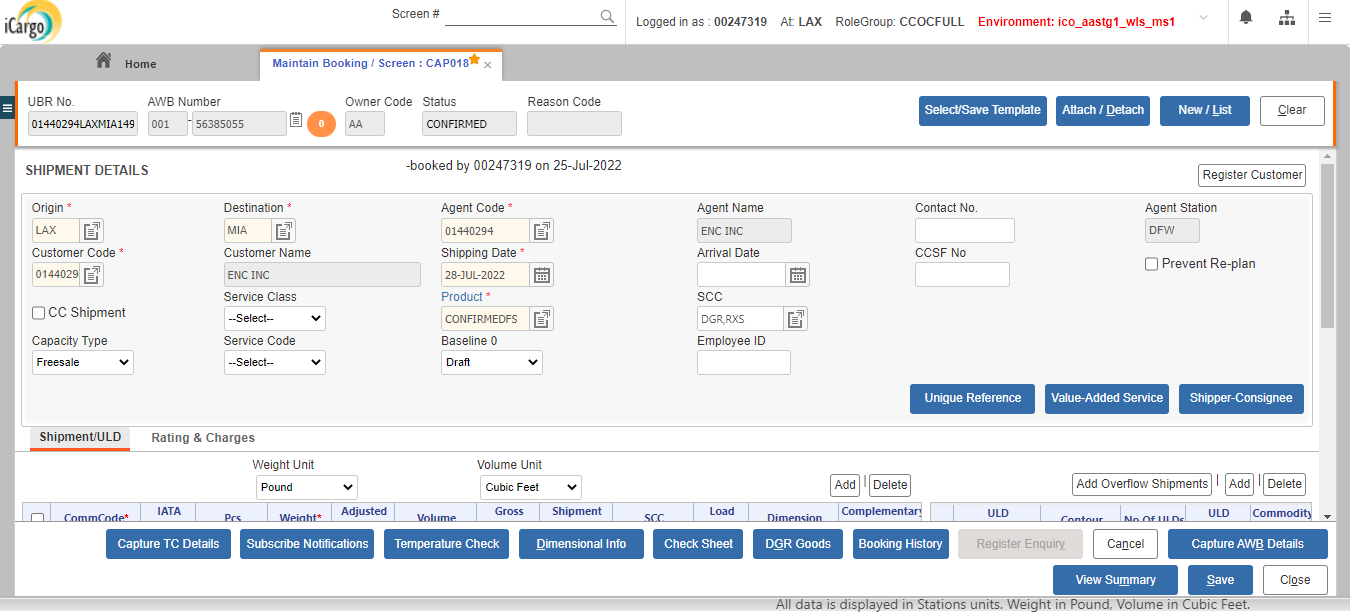 iCargo Screen # Logged in as : 00247319 At: LAX RoleGroup: CCOCFULL Environment: ico_aastg1_wls_ms1
Home Maintain Booking / Screen : CAP018
UBR No. AWB Number Owner Code Status Reason Code
01440294LAXMIA149 001 - 56385055 0 AA CONFIRMED Select/Save Template Attach / Detach New / List Clear
SHIPMENT DETAILS -booked by 00247319 on 25-Jul-2022 Register Customer
Origin * Destination * Agent Code * Agent Name Contact No. Agent Station
LAX MIA 01440294 ENC INC DFW
Customer Code * Customer Name Shipping Date * Arrival Date CCSF No
0144029 ENC INC 28-JUL-2022 Prevent Re-plan
Service Class Product * SCC
CC Shipment --Select-- CONFIRMEDFS DGR,RXS
Capacity Type Service Code Baseline 0 Employee ID
Freesale --Select-- Draft
Unique Reference Value-Added Service Shipper-Consignee
Shipment/ULD Rating & Charges
Weight Unit Volume Unit
Pound Cubic Feet Add | Delete Add Overflow Shipments | Add | Delete
CommCode* IATA Pcs Weight* Adjusted Volume Gross Shipment SCC Load Dimension Complementary ULD Contour No Of ULDs ULD Commodity
Capture TC Details Subscribe Notifications Temperature Check Dimensional Info Check Sheet DGR Goods Booking History Register Enquiry Cancel Capture AWB Details
View Summary Save Close
All data is displayed in Stations units. Weight in Pound, Volume in Cubic Feet.